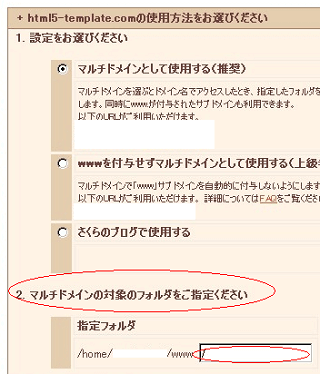 + html5-template.comの使用方法をお選びください
1. 設定をお選びください
マルチドメインとして使用する(推奨)
マルチドメインを選ぶとドメイン名でアクセスしたとき、指定したフォルダを
します。同時にwwwが付与されたサブドメインも利用できます。
以下のURLがご利用いただけます。
wwwを付与せずマルチドメインとして使用する(上級
マルチドメインで「www」サブドメインを自動的に付与しないようにします
以下のURLがご利用いただけます。 詳細についてはFAQをご覧くださ
さくらのブログで使用する
2. マルチドメインの対象のフォルダをご指定ください
指定フォルダ
/home/ /www /